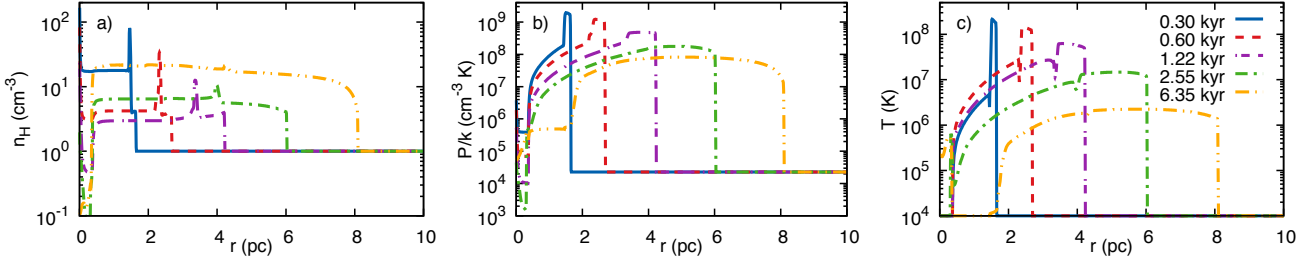 a)
n_H (cm⁻³)
10²
10¹
10⁰
10⁻¹
0 2 4 6 8 10
r (pc)
b)
P/k (cm⁻³ K)
10⁹
10⁸
10⁷
10⁶
10⁵
10⁴
10³
0 2 4 6 8 10
r (pc)
c)
T (K)
10⁸
10⁷
10⁶
10⁵
10⁴
0 2 4 6 8 10
r (pc)
0.30 kyr
0.60 kyr
1.22 kyr
2.55 kyr
6.35 kyr